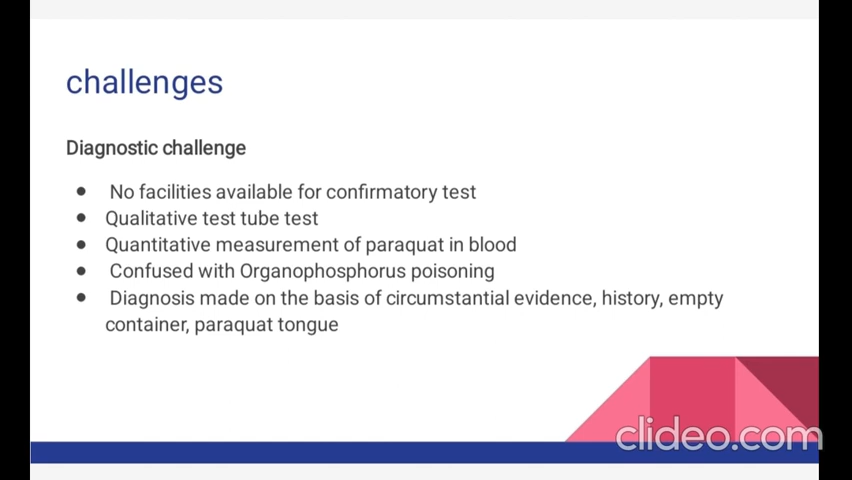 challenges
Diagnostic challenge
● No facilities available for confirmatory test
● Qualitative test tube test
● Quantitative measurement of paraquat in blood
● Confused with Organophosphorus poisoning
● Diagnosis made on the basis of circumstantial evidence, history, empty
container, paraquat tongue
clideo.com